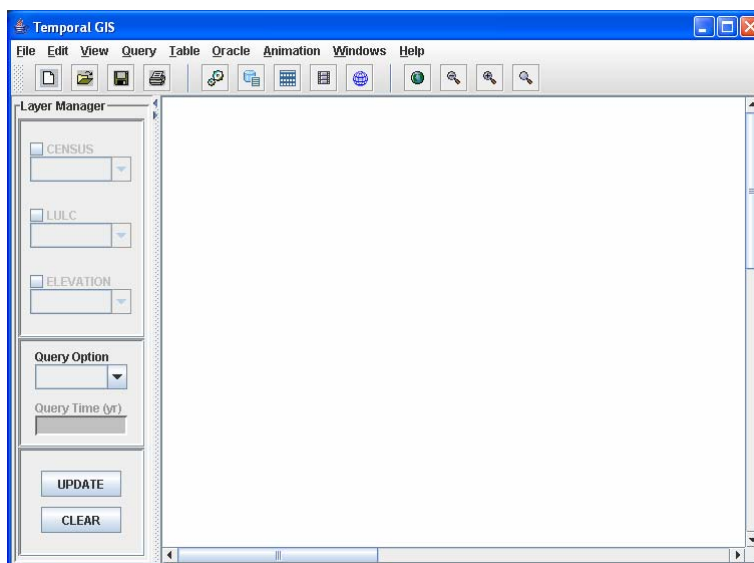 Temporal GIS
File Edit View Query Table Oracle Animation Windows Help
Layer Manager
CENSUS
LULC
ELEVATION
Query Option
Query Time (yr)
UPDATE
CLEAR